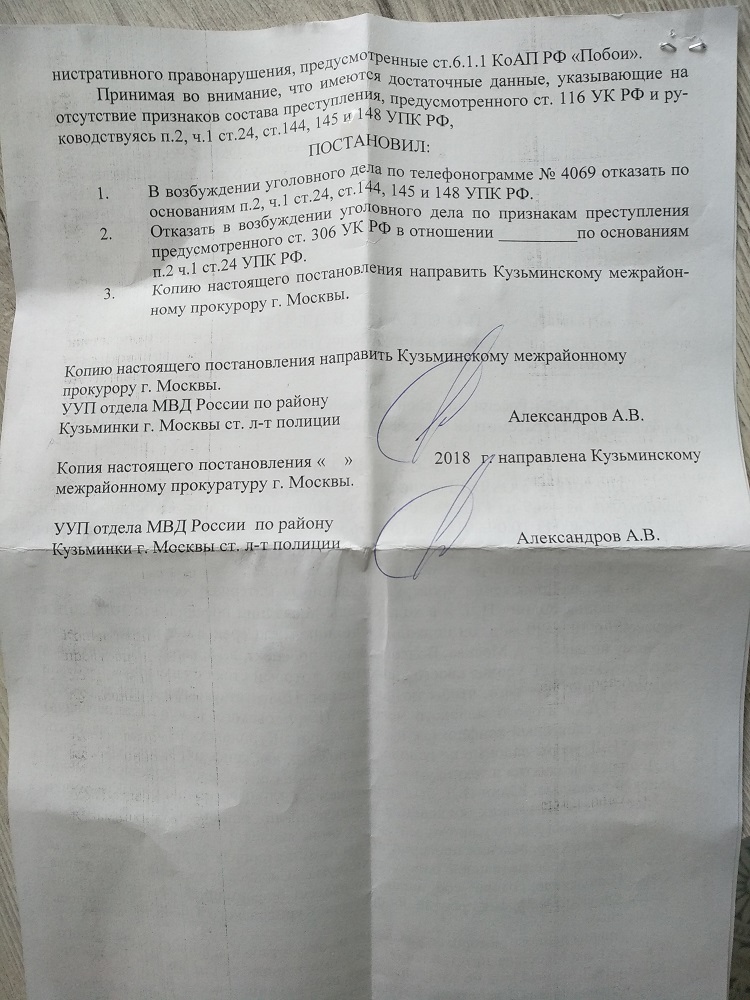 нистративного правонарушения, предусмотренные ст.6.1.1 КоАП РФ «Побои».
Принимая во внимание, что имеются достаточные данные, указывающие на
отсутствие признаков состава преступления, предусмотренного ст. 116 УК РФ и ру-
ководствуясь п.2, ч.1 ст.24, ст.144, 145 и 148 УПК РФ,
ПОСТАНОВИЛ:
1. В возбуждении уголовного дела по телефонограмме № 4069 отказать по
основаниям п.2, ч.1 ст.24, ст.144, 145 и 148 УПК РФ.
2. Отказать в возбуждении уголовного дела по признакам преступления
предусмотренного ст. 306 УК РФ в отношении __________по основаниям
п.2 ч.1 ст.24 УПК РФ.
3. Копию настоящего постановления направить Кузьминскому межрайон-
ному прокурору г. Москвы.
Копию настоящего постановления направить Кузьминскому межрайонному
прокурору г. Москвы.
УУП отдела МВД России по району
Кузьминки г. Москвы ст. л-т полиции Александров А.В.
Копия настоящего постановления « » 2018 г. направлена Кузьминскому
межрайонному прокуратуру г. Москвы.
УУП отдела МВД России по району
Кузьминки г. Москвы ст. л-т полиции Александров А.В.